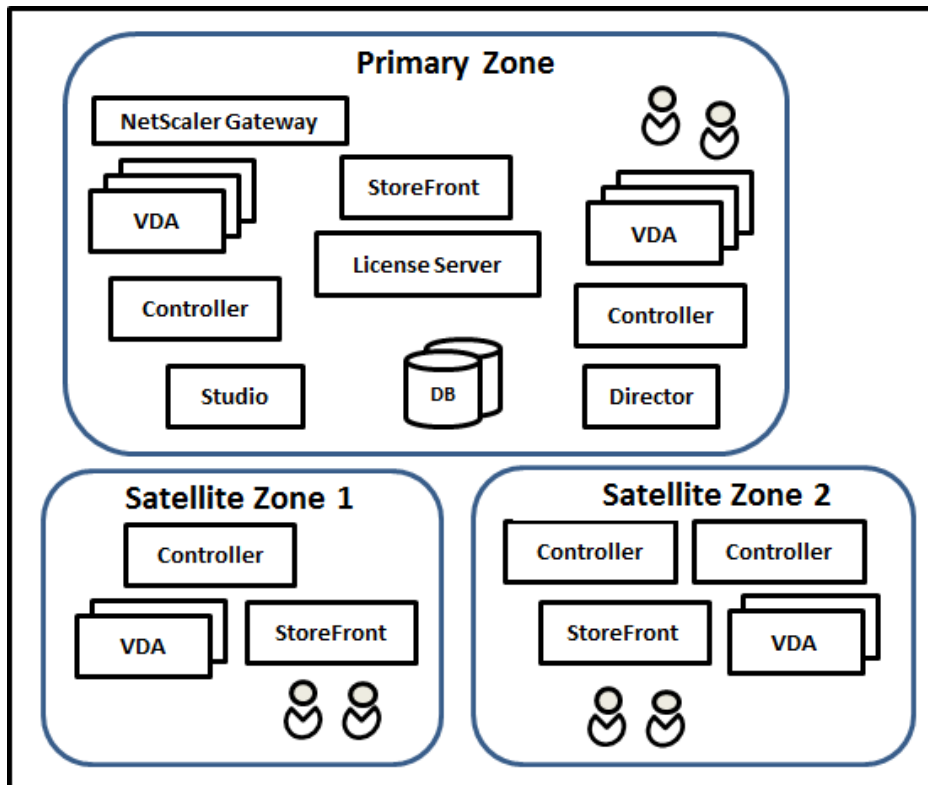 Primary Zone
NetScaler Gateway
StoreFront
VDA
VDA
License Server
Controller
Controller
Studio
DB
Director
Satellite Zone 1
Controller
VDA
StoreFront
Satellite Zone 2
Controller
Controller
StoreFront
VDA